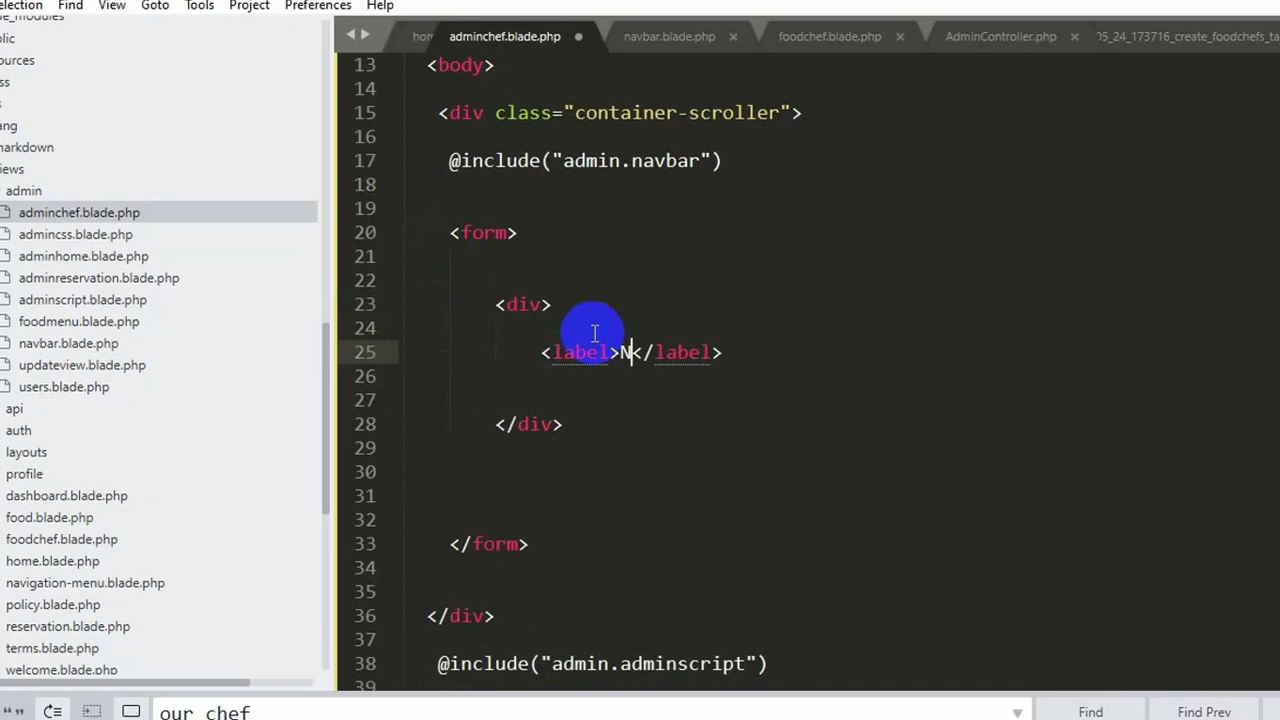 election Find View Goto Tools Project Preferences Help
de_modules
blic
ources
ss
s
ang
markdown
iews
admin
adminchef.blade.php
admincss.blade.php
adminhome.blade.php
adminreservation.blade.php
adminscript.blade.php
foodmenu.blade.php
navbar.blade.php
updateview.blade.php
users.blade.php
api
auth
layouts
profile
dashboard.blade.php
food.blade.php
foodchef.blade.php
home.blade.php
navigation-menu.blade.php
policy.blade.php
reservation.blade.php
terms.blade.php
welcome.blade.php
hom adminchef.blade.php navbar.blade.php × foodchef.blade.php × AdminController.php × 05_24_173716_create_foodchefs_ta
13 <body>
14
15 <div class="container-scroller">
16
17 @include("admin.navbar")
18
19
20 <form>
21
22
23 <div>
24
25 <label>N</label>
26
27
28 </div>
29
30
31
32
33 </form>
34
35
36 </div>
37
38 @include("admin.adminscript")
39
our chef Find Find Prev